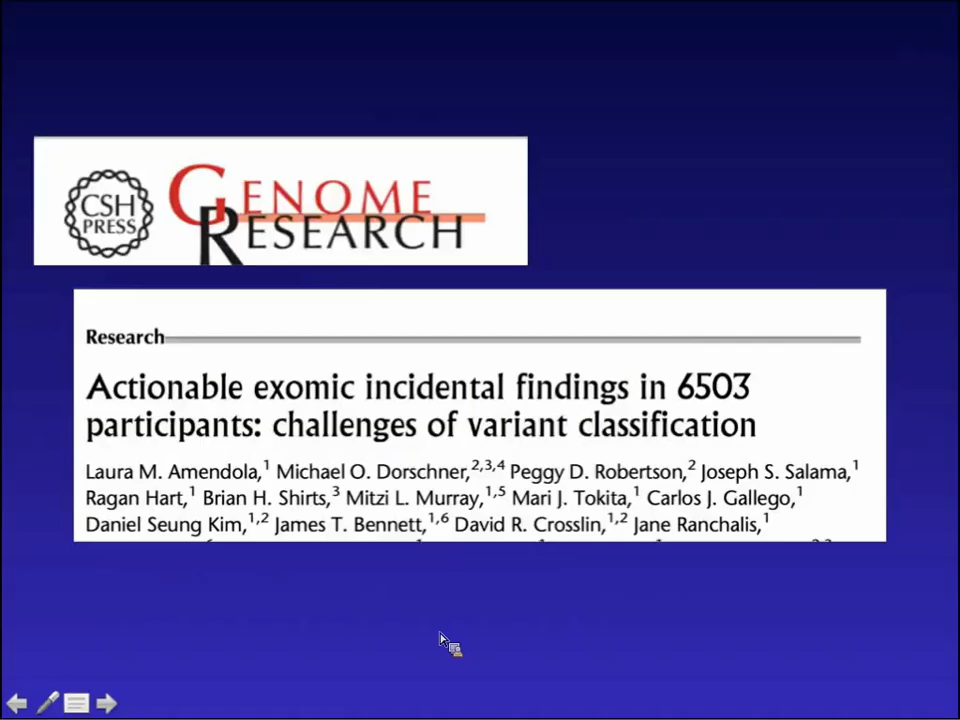 CSH
PRESS
GENOME
RESEARCH
Research
Actionable exomic incidental findings in 6503
participants: challenges of variant classification
Laura M. Amendola,1 Michael O. Dorschner,2,3,4 Peggy D. Robertson,2 Joseph S. Salama,1
Ragan Hart,1 Brian H. Shirts,3 Mitzi L. Murray,1,5 Mari J. Tokita,1 Carlos J. Gallego,1
Daniel Seung Kim,1,2 James T. Bennett,1,6 David R. Crosslin,1,2 Jane Ranchalis,1